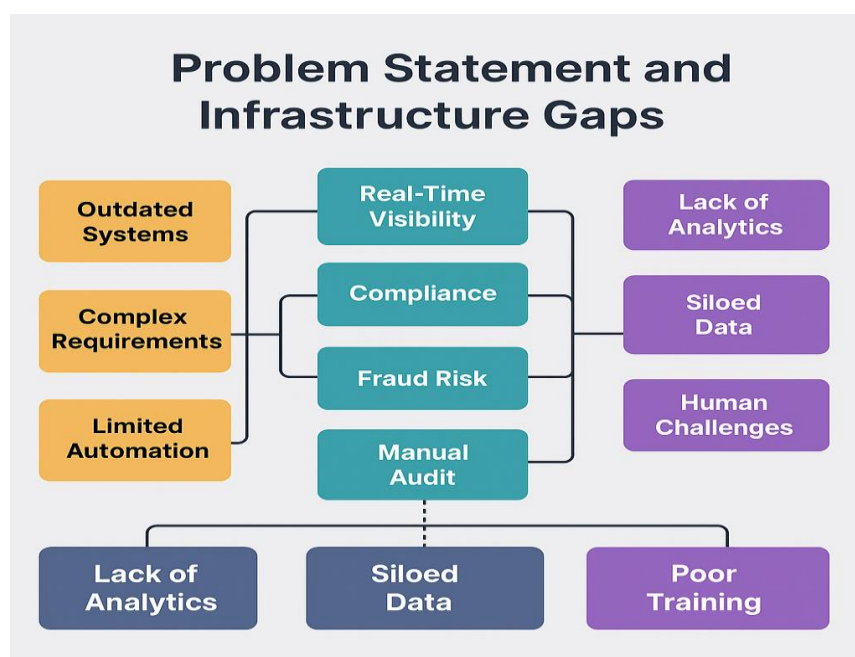 Problem Statement and
Infrastructure Gaps
Outdated
Systems
Complex
Requirements
Limited
Automation
Real-Time
Visibility
Compliance
Fraud Risk
Manual
Audit
Lack of
Analytics
Siloed
Data
Human
Challenges
Lack of
Analytics
Siloed
Data
Poor
Training